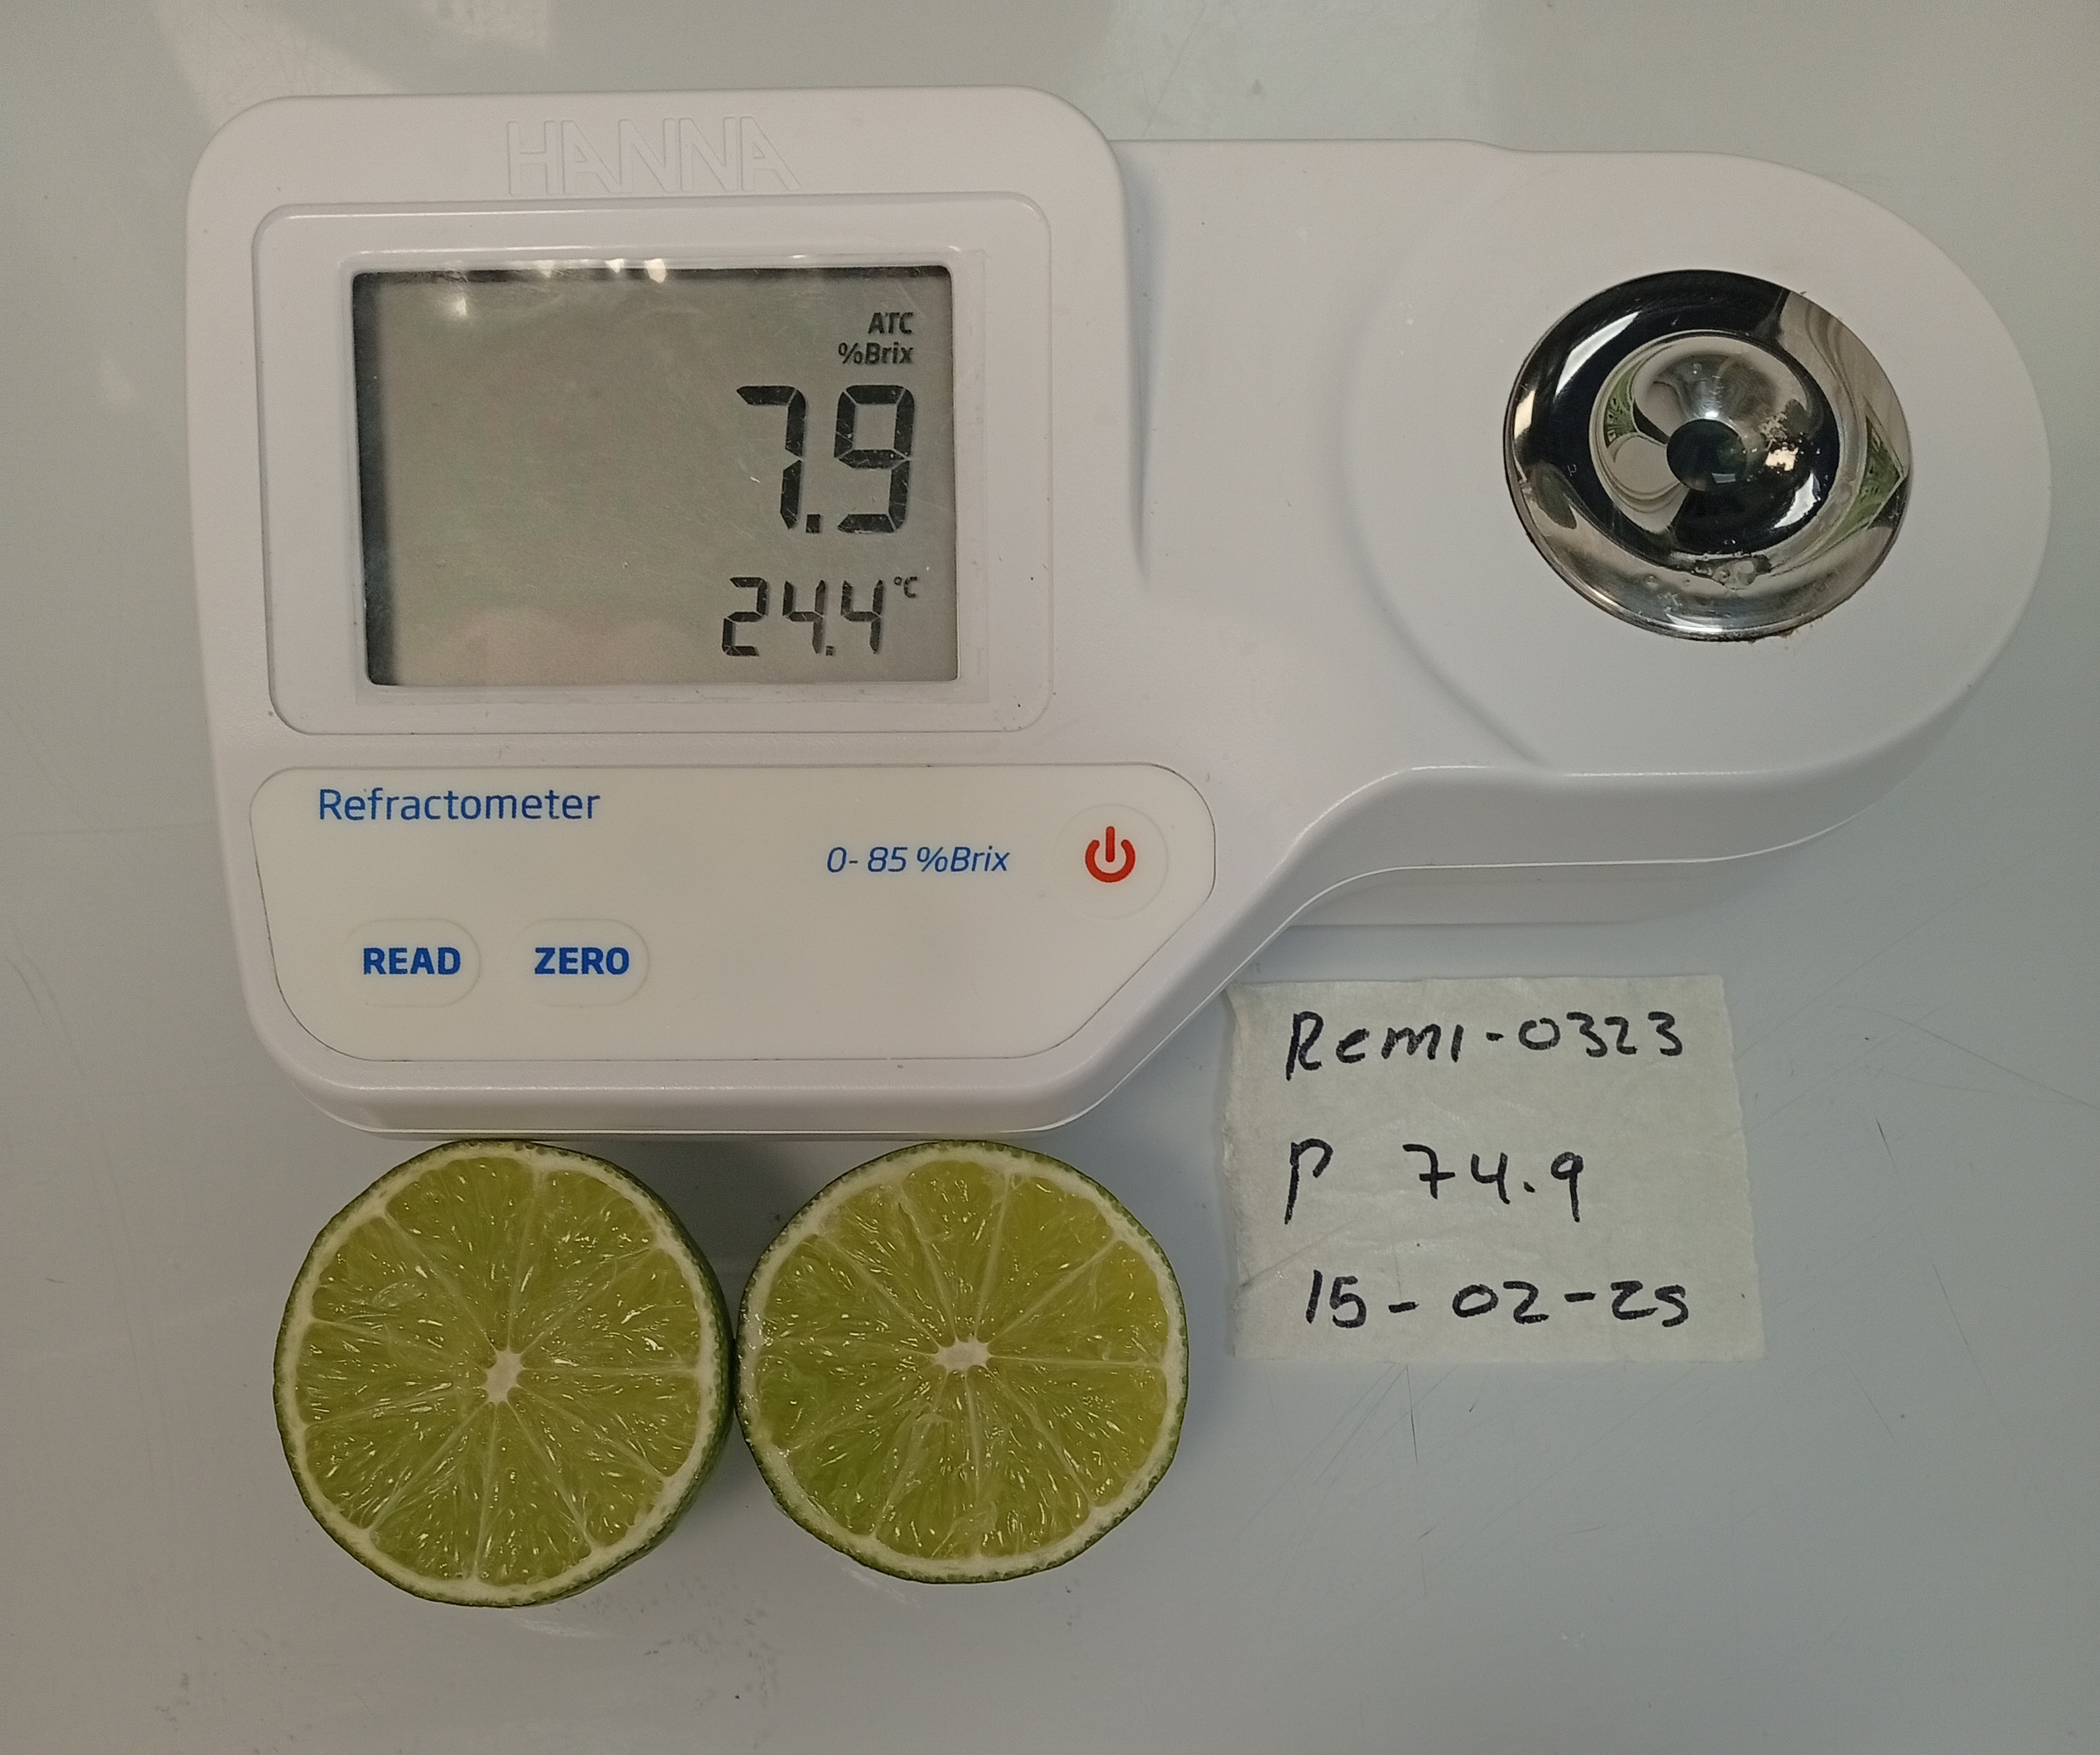 HANNA
ATC
%Brix
7.9
24.4 °C
Refractometer
0- 85 %Brix
READ
ZERO
Remi-0323
P 74.9
15-02-25